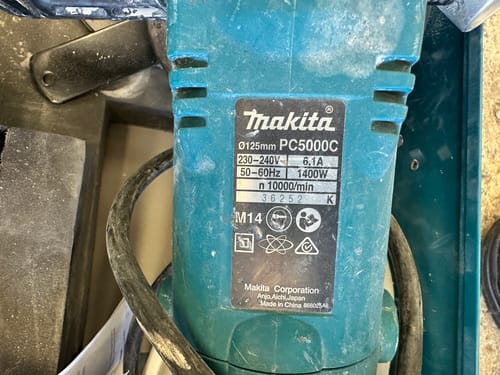 makita®
Ø125mm PC5000C
230-240V~ 6.1A
50-60Hz 1400W
n 10000/min
36252 K
M14
Makita Corporation
Anjo,Aichi,Japan
Made in China